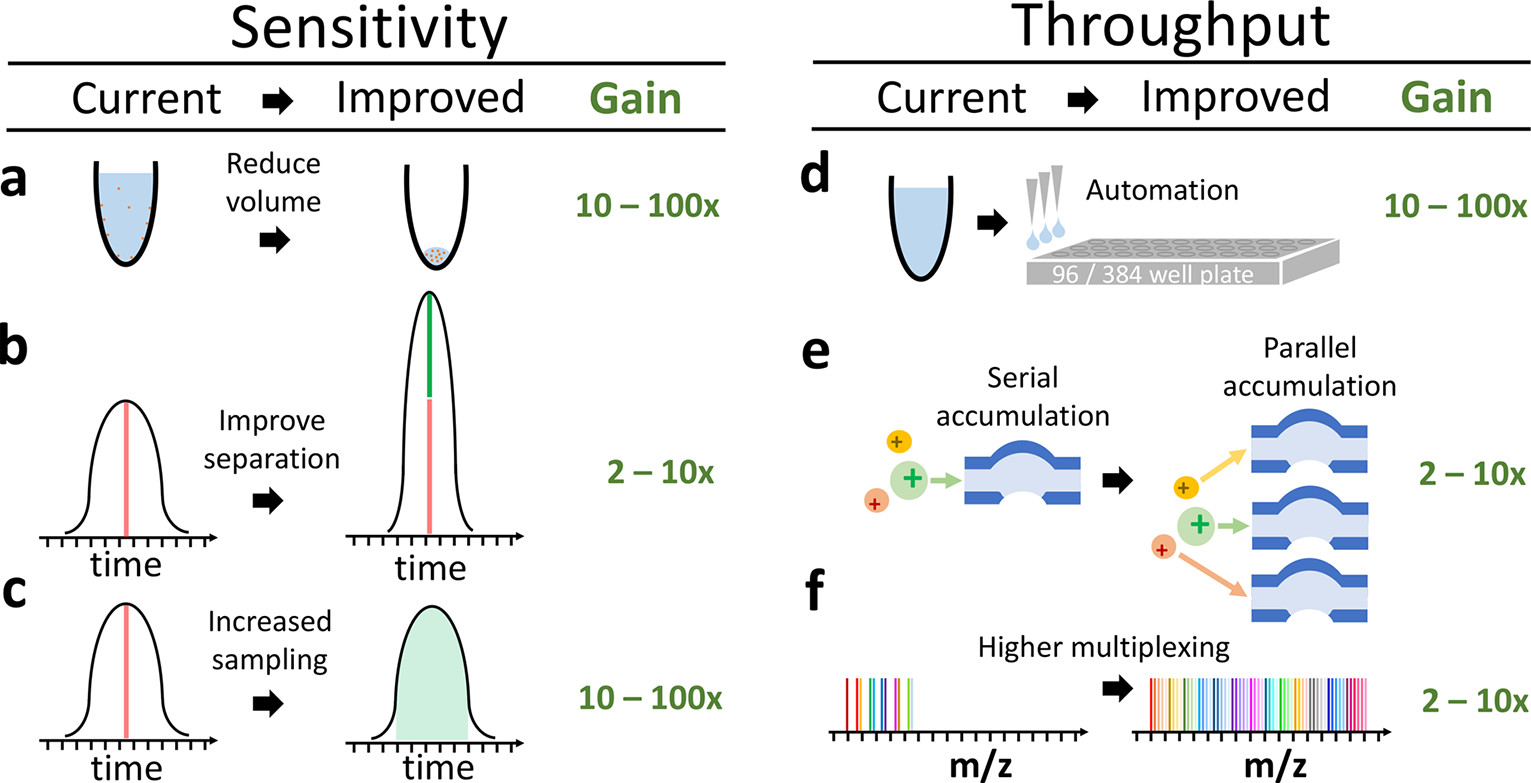 Sensitivity
Current Improved Gain
a
Reduce
volume
10 – 100x
b
Improve
separation
2 – 10x
time
time
c
Increased
sampling
10 – 100x
time
time
Throughput
Current Improved Gain
d
Automation
10 – 100x
96 / 384 well plate
e
Serial
accumulation
Parallel
accumulation
+
+
+
+
+
+
2 – 10x
f
Higher multiplexing
2 – 10x
m/z
m/z